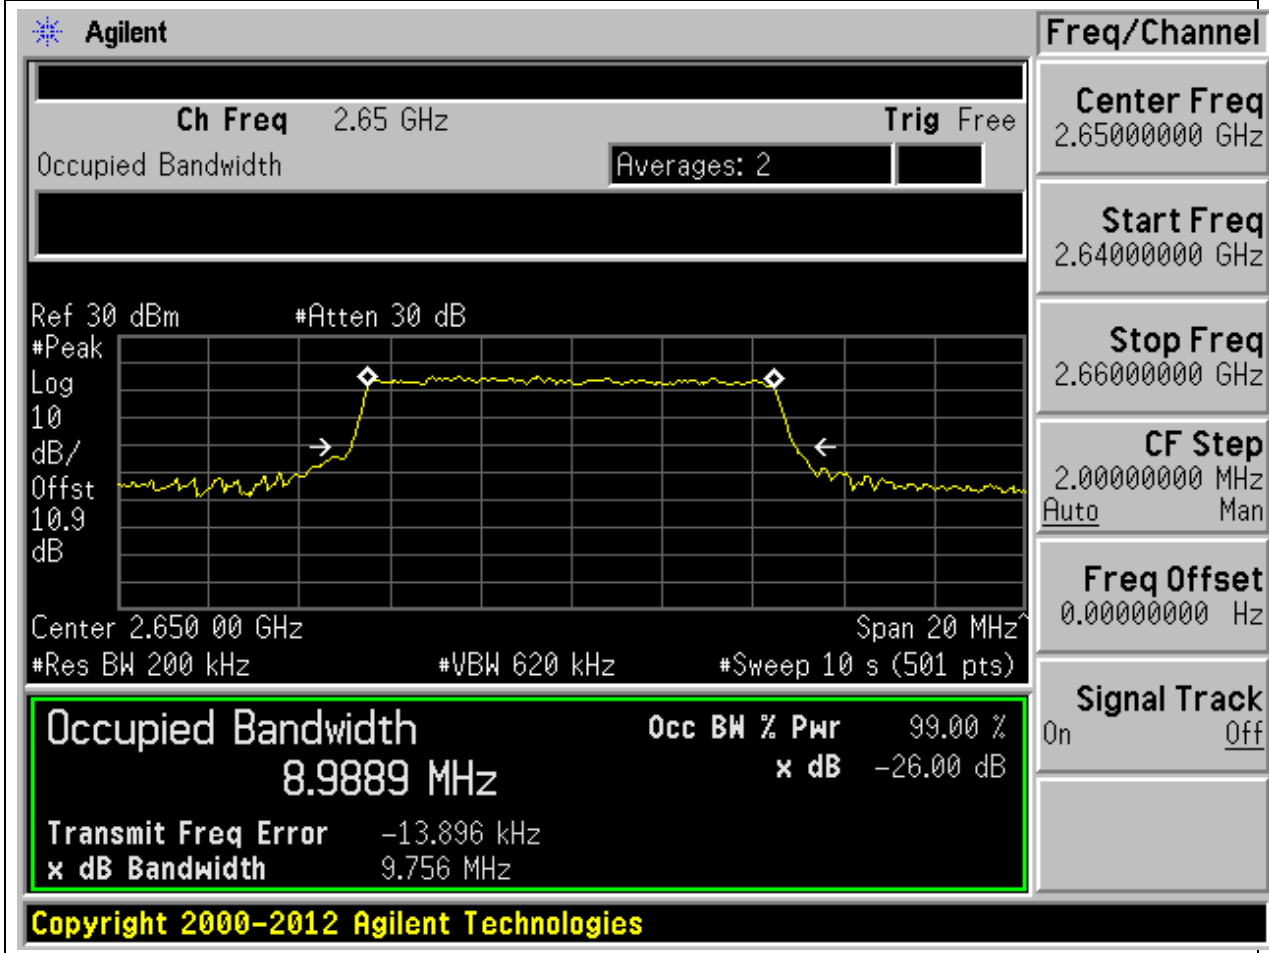 Agilent
Freq/Channel
Ch Freq 2.65 GHz Trig Free
Occupied Bandwidth Averages: 2
Center Freq
2.65000000 GHz
Start Freq
2.64000000 GHz
Stop Freq
2.66000000 GHz
CF Step
2.00000000 MHz
Auto Man
Freq Offset
0.00000000 Hz
Signal Track
On Off
Ref 30 dBm #Atten 30 dB
#Peak
Log
10
dB/
Offst
10.9
dB
Center 2.650 00 GHz Span 20 MHz^
#Res BW 200 kHz #VBW 620 kHz #Sweep 10 s (501 pts)
Occupied Bandwidth Occ BW % Pwr 99.00 %
8.9889 MHz x dB -26.00 dB
Transmit Freq Error -13.896 kHz
x dB Bandwidth 9.756 MHz
Copyright 2000-2012 Agilent Technologies